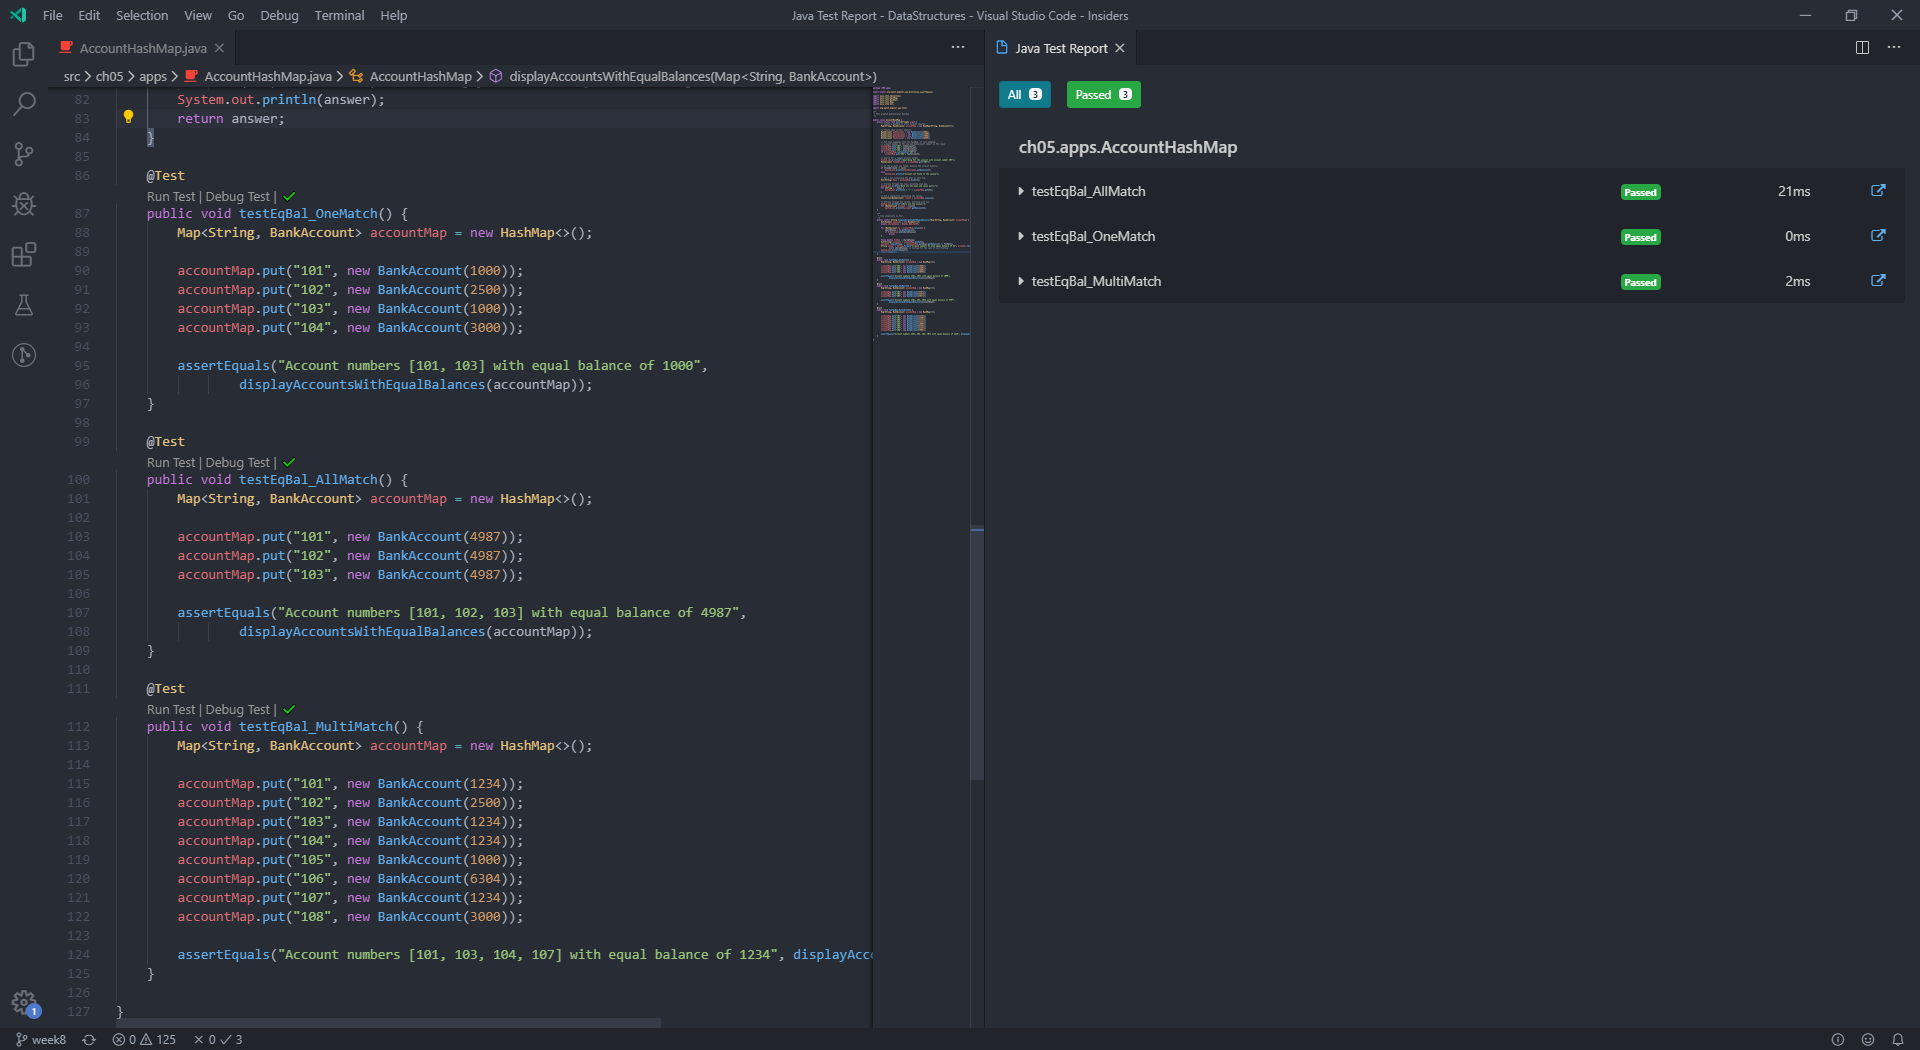 File Edit Selection View Go Debug Terminal Help
Java Test Report - DataStructures - Visual Studio Code - Insiders
AccountHashMap.java
src > ch05 > apps > AccountHashMap.java > AccountHashMap > displayAccountsWithEqualBalances(Map<String, BankAccount>)
82 System.out.println(answer);
83 return answer;
84 }
85
86 @Test
Run Test | Debug Test |
87 public void testEqBal_OneMatch() {
88 Map<String, BankAccount> accountMap = new HashMap<>();
89
90 accountMap.put("101", new BankAccount(1000));
91 accountMap.put("102", new BankAccount(2500));
92 accountMap.put("103", new BankAccount(1000));
93 accountMap.put("104", new BankAccount(3000));
94
95 assertEquals("Account numbers [101, 103] with equal balance of 1000",
96 displayAccountsWithEqualBalances(accountMap));
97 }
98
99 @Test
Run Test | Debug Test |
100 public void testEqBal_AllMatch() {
101 Map<String, BankAccount> accountMap = new HashMap<>();
102
103 accountMap.put("101", new BankAccount(4987));
104 accountMap.put("102", new BankAccount(4987));
105 accountMap.put("103", new BankAccount(4987));
106
107 assertEquals("Account numbers [101, 102, 103] with equal balance of 4987",
108 displayAccountsWithEqualBalances(accountMap));
109 }
110
111 @Test
Run Test | Debug Test |
112 public void testEqBal_MultiMatch() {
113 Map<String, BankAccount> accountMap = new HashMap<>();
114
115 accountMap.put("101", new BankAccount(1234));
116 accountMap.put("102", new BankAccount(2500));
117 accountMap.put("103", new BankAccount(1234));
118 accountMap.put("104", new BankAccount(1234));
119 accountMap.put("105", new BankAccount(1000));
120 accountMap.put("106", new BankAccount(6304));
121 accountMap.put("107", new BankAccount(1234));
122 accountMap.put("108", new BankAccount(3000));
123
124 assertEquals("Account numbers [101, 103, 104, 107] with equal balance of 1234", displayAcc
125 }
126
127 }
Java Test Report
All 3 Passed 3
ch05.apps.AccountHashMap
testEqBal_AllMatch Passed 21ms
testEqBal_OneMatch Passed 0ms
testEqBal_MultiMatch Passed 2ms
1
week8 0 125 0 3